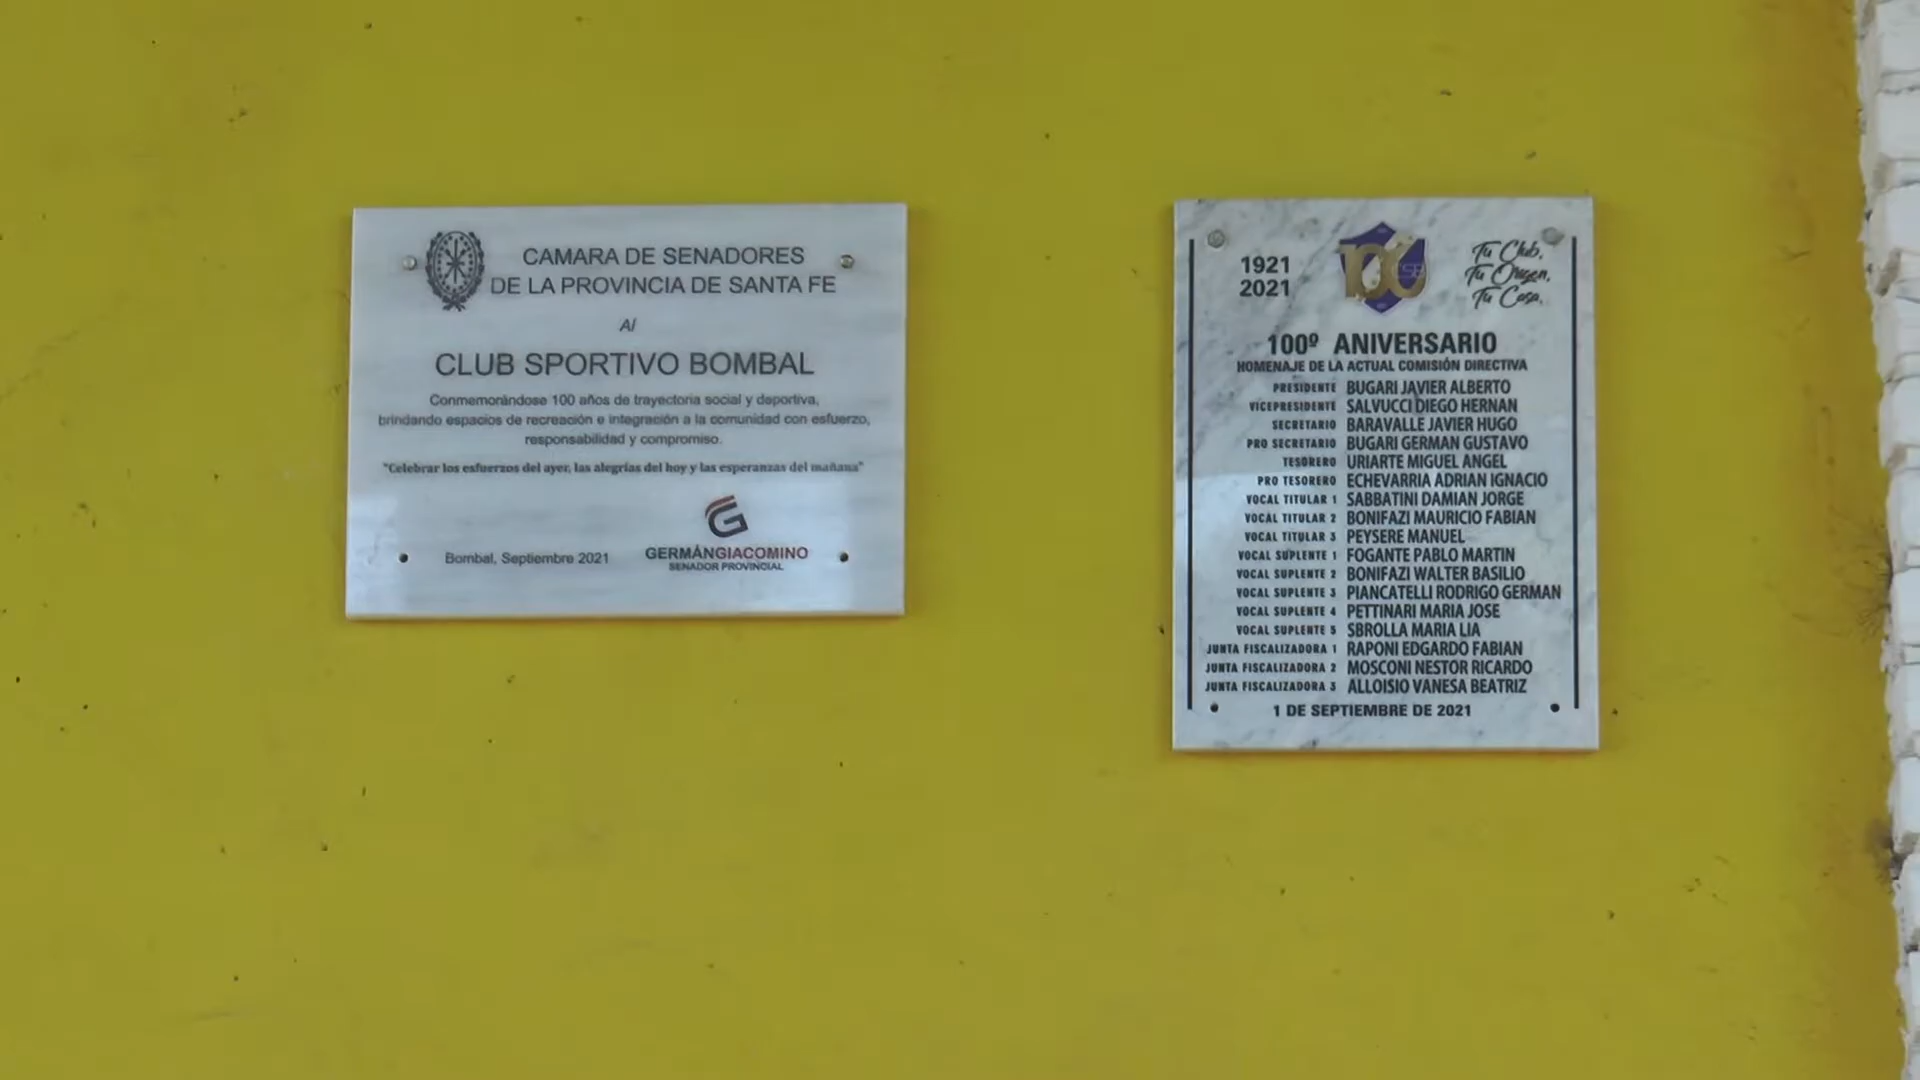 CAMARA DE SENADORES
DE LA PROVINCIA DE SANTA FE
Al
CLUB SPORTIVO BOMBAL
Conmemorándose 100 años de trayectoria social y deportiva,
brindando espacios de recreación e integración a la comunidad con esfuerzo,
responsabilidad y compromiso.
"Celebrar los esfuerzos del ayer, las alegrías del hoy y las esperanzas del mañana"
Bombal, Septiembre 2021
GERMÁNGIACOMINO
SENADOR PROVINCIAL
1921
2021
100
CSB
Tu Club,
Tu Origen,
Tu Casa.
100º ANIVERSARIO
HOMENAJE DE LA ACTUAL COMISIÓN DIRECTIVA
PRESIDENTE BUGARI JAVIER ALBERTO
VICEPRESIDENTE SALVUCCI DIEGO HERNAN
SECRETARIO BARAVALLE JAVIER HUGO
PRO SECRETARIO BUGARI GERMAN GUSTAVO
TESORERO URIARTE MIGUEL ANGEL
PRO TESORERO ECHEVARRIA ADRIAN IGNACIO
VOCAL TITULAR 1 SABBATINI DAMIAN JORGE
VOCAL TITULAR 2 BONIFAZI MAURICIO FABIAN
VOCAL TITULAR 3 PEYSERE MANUEL
VOCAL SUPLENTE 1 FOGANTE PABLO MARTIN
VOCAL SUPLENTE 2 BONIFAZI WALTER BASILIO
VOCAL SUPLENTE 3 PIANCATELLI RODRIGO GERMAN
VOCAL SUPLENTE 4 PETTINARI MARIA JOSE
VOCAL SUPLENTE 5 SBROLLA MARIA LIA
JUNTA FISCALIZADORA 1 RAPONI EDGARDO FABIAN
JUNTA FISCALIZADORA 2 MOSCONI NESTOR RICARDO
JUNTA FISCALIZADORA 3 ALLOISIO VANESA BEATRIZ
1 DE SEPTIEMBRE DE 2021